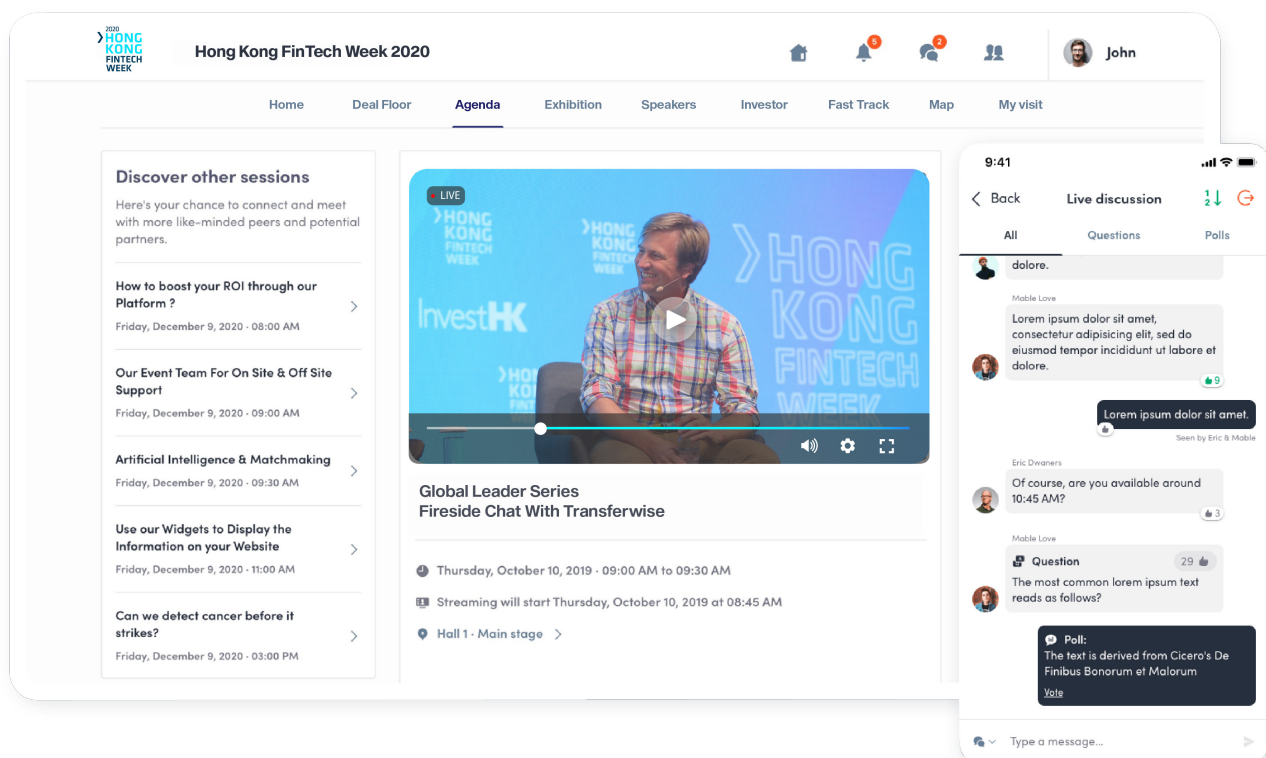 2020
HONG
KONG
FINTECH
WEEK
Hong Kong FinTech Week 2020
5
2
John
Home
Deal Floor
Agenda
Exhibition
Speakers
Investor
Fast Track
Map
My visit
Discover other sessions
Here's your chance to connect and meet
with more like-minded peers and potential
partners.
How to boost your ROI through our
Platform ?
Friday, December 9, 2020 · 08:00 AM
Our Event Team For On Site & Off Site
Support
Friday, December 9, 2020 · 09:00 AM
Artificial Intelligence & Matchmaking
Friday, December 9, 2020 · 09:30 AM
Use our Widgets to Display the
Information on your Website
Friday, December 9, 2020 · 11:00 AM
Can we detect cancer before it
strikes?
Friday, December 9, 2020 · 03:00 PM
LIVE
HONG
KONG
FINTECH
WEEK
HONG
KONG
FINTECH
WEEK
HONG
KONG
FINTECH
WEEK
InvestHK
HO
KON
FINT
Global Leader Series
Fireside Chat With Transferwise
Thursday, October 10, 2019 · 09:00 AM to 09:30 AM
Streaming will start Thursday, October 10, 2019 at 08:45 AM
Hall 1 · Main stage
9:41
Back
Live discussion
1
2
All
Questions
Polls
dolore.
Mable Love
Lorem ipsum dolor sit amet,
consectetur adipisicing elit, sed do
eiusmod tempor incididunt ut labore et
dolore.
9
Lorem ipsum dolor sit amet.
Seen by Eric & Mable
Eric Dwaners
Of course, are you available around
10:45 AM?
3
Mable Love
Question
29
The most common lorem ipsum text
reads as follows?
Poll:
The text is derived from Cicero's De
Finibus Bonorum et Malorum
Vote
Type a message...